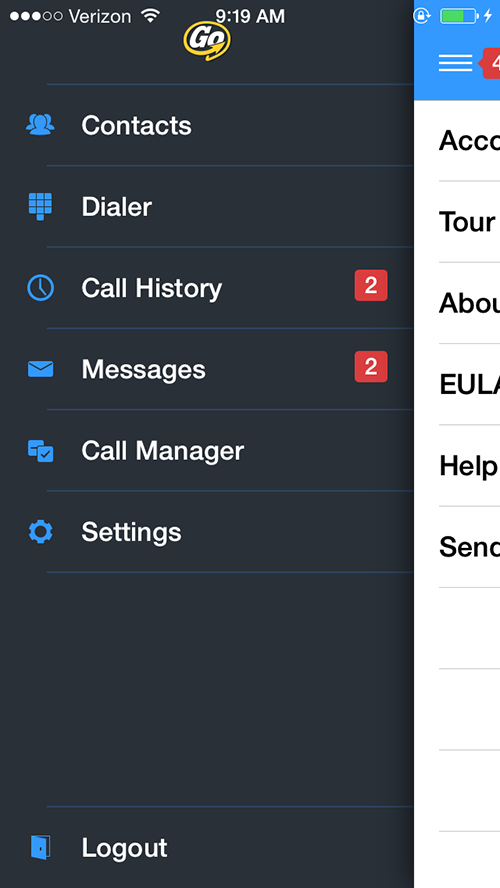 Verizon 9:19 AM
Go
4
Contacts
Dialer
Call History 2
Messages 2
Call Manager
Settings
Logout
Acco
Tour
Abou
EULA
Help
Send